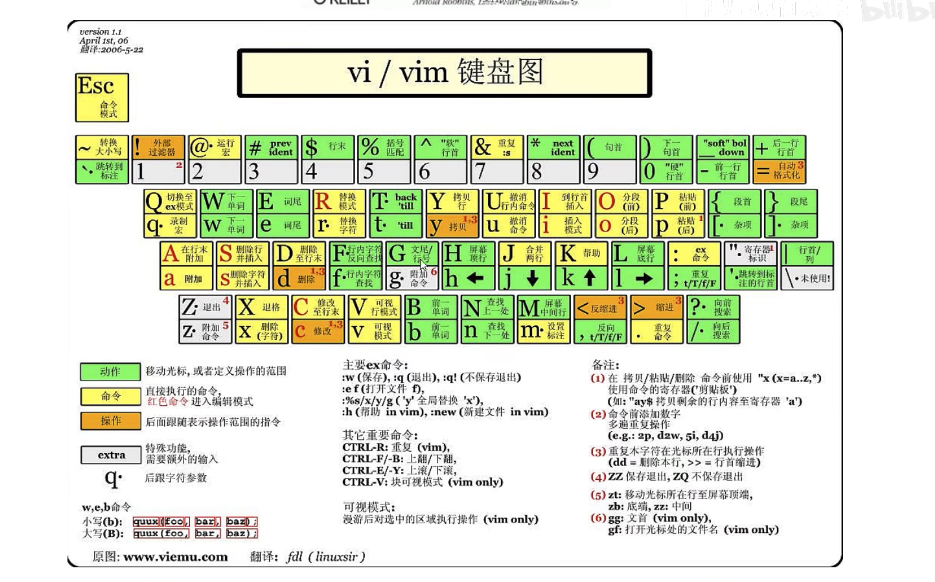 O'REILLY
version 1.1
April 1st, 06
翻译:2006-5-22
vi / vim 键盘图
Esc
命令
模式
~ 转换大小写
! 外部过滤器
@· 运行宏
# prev ident
$ 行末
% 括号匹配
^ "软"行首
& 重复 :s
* next ident
( 句首
) 下一句首
"soft" bol down
+ 后一行行首
`· 跳转到标注
1 2
2
3
4
5
6
7
8
9
0 "硬"行首
- 前一行行首
= 自动格式化 3
Q 切换至ex模式
W 下一单词
E 词尾
R 替换模式
T· back 'till
Y 拷贝行
U 撤消行内命令
I 到行首插入
O 分段(前)
P 粘贴(前)
{ 段首
} 段尾
q· 录制宏
w 下一单词
e 词尾
r· 替换字符
t· 'till
y 拷贝 1,3
u 撤消命令
i 插入模式
o 分段(后)
p 粘贴(后) 1
[· 杂项
]· 杂项
A 在行末附加
S 删除行并插入
D 删除至行末
F· 行内字符反向查找
G 文尾/行号
H 屏幕顶行
J 合并两行
K 帮助
L 屏幕底行
: ex命令
"· 寄存器标识 1
| 行首/列
a 附加
s 删除字符并插入
d 删除 1,3
f· 行内字符查找
g· 附加命令 6
h ←
j ↓
k ↑
l →
; 重复 t/T/f/F
'· 跳转到标注的行首
\· 未使用!
Z· 退出 4
X 退格
C 修改至行末
V 可视行模式
B 前一单词
N 查找上一处
M 屏幕中间行
< 反缩进 3
> 缩进 3
?· 向前搜索
z· 附加命令 5
x 删除(字符)
c 修改 1,3
v 可视模式
b 前一单词
n 查找下一处
m· 设置标注
, 反向 t/T/f/F
. 重复命令
/· 向后搜索
动作 移动光标, 或者定义操作的范围
命令 直接执行的命令,
红色命令 进入编辑模式
操作 后面跟随表示操作范围的指令
extra 特殊功能,
需要额外的输入
q· 后跟字符参数
w,e,b命令
小写(b): quux(foo, bar, baz);
大写(B): quux(foo, bar, baz);
主要ex命令:
:w (保存), :q (退出), :q! (不保存退出)
:e f (打开文件 f),
:%s/x/y/g ( 'y' 全局替换 'x'),
:h (帮助 in vim), :new (新建文件 in vim)
其它重要命令:
CTRL-R: 重复 (vim),
CTRL-F/-B: 上翻/下翻,
CTRL-E/-Y: 上滚/下滚,
CTRL-V: 块可视模式 (vim only)
可视模式:
漫游后对选中的区域执行操作 (vim only)
备注:
(1) 在 拷贝/粘贴/删除 命令前使用 "x (x=a..z,*)
使用命令的寄存器('剪贴板')
(如: "ay$ 拷贝剩余的行内容至寄存器 'a')
(2) 命令前添加数字
多遍重复操作
(e.g.: 2p, d2w, 5i, d4j)
(3) 重复本字符在光标所在行执行操作
(dd = 删除本行, >> = 行首缩进)
(4) ZZ 保存退出, ZQ 不保存退出
(5) zt: 移动光标所在行至屏幕顶端,
zb: 底端, zz: 中间
(6) gg: 文首 (vim only),
gf: 打开光标处的文件名 (vim only)
原图: www.viemu.com 翻译: fdl ( linuxsir )